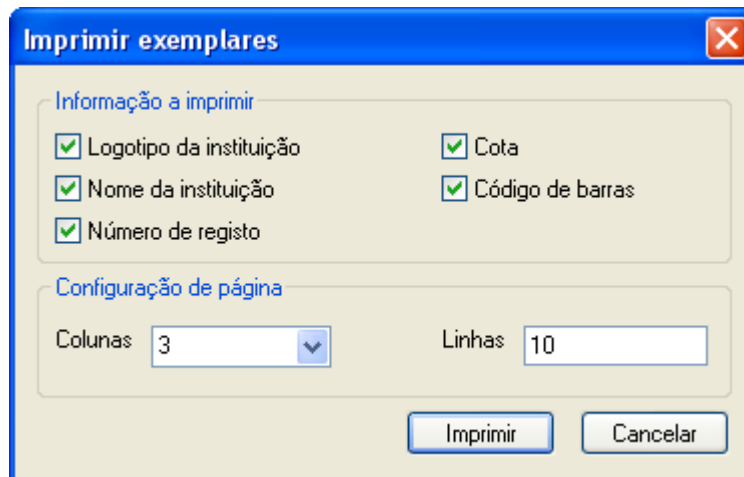 Imprimir exemplares
Informação a imprimir
Logotipo da instituição
Cota
Nome da instituição
Código de barras
Número de registo
Configuração de página
Colunas 3 Linhas 10
Imprimir Cancelar